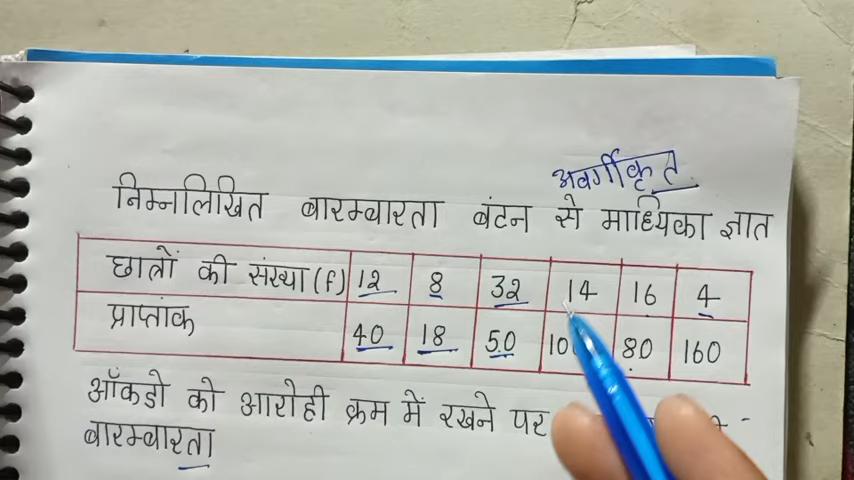 अवर्गीकृत
निम्नलिखित बारम्बारता बंटन से माध्यिका ज्ञात
छात्रों की संख्या (f) 12 8 32 14 16 4
प्राप्तांक 40 18 50 80 160
आँकडो को आरोही क्रम में रखने पर
बारम्बारता